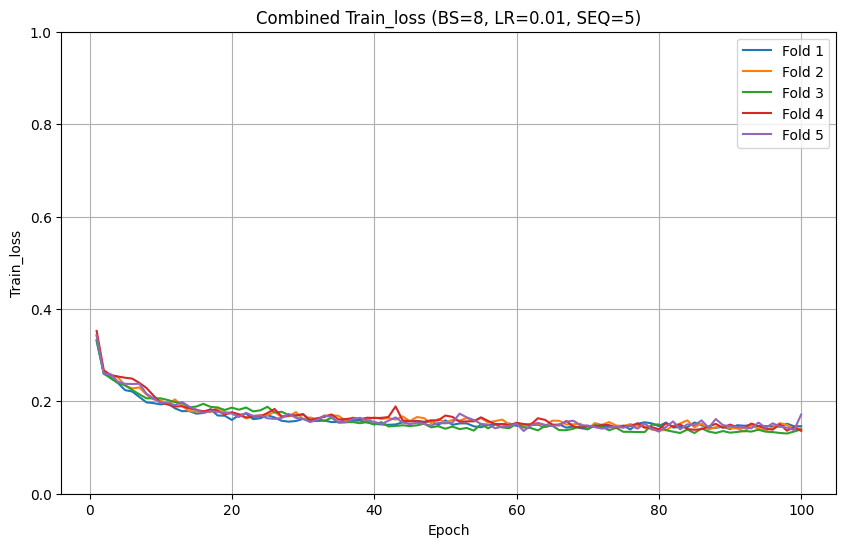 Combined Train_loss (BS=8, LR=0.01, SEQ=5)
Fold 1
Fold 2
Fold 3
Fold 4
Fold 5
Train_loss
1.0
0.8
0.6
0.4
0.2
0.0
0
20
40
60
80
100
Epoch